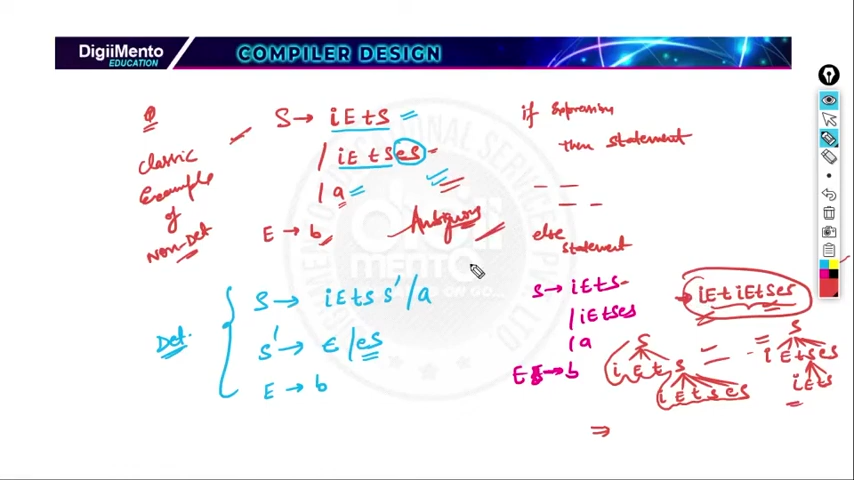 DigiiMento
EDUCATION
COMPILER DESIGN
Q
classic
Example
of
Non-Det
S → iEtS
| iEtSes
| a
E → b
Ambiguous
if Expression
then statement
else
statement
Det.
S → iEtS S' / a
S' → ε / es
E → b
S → iEtS
| iEtSes
| a
E → b
iEtiEtSes
S
i E t S
i E t S e S
S
i E t S e S
i E t S
⇒